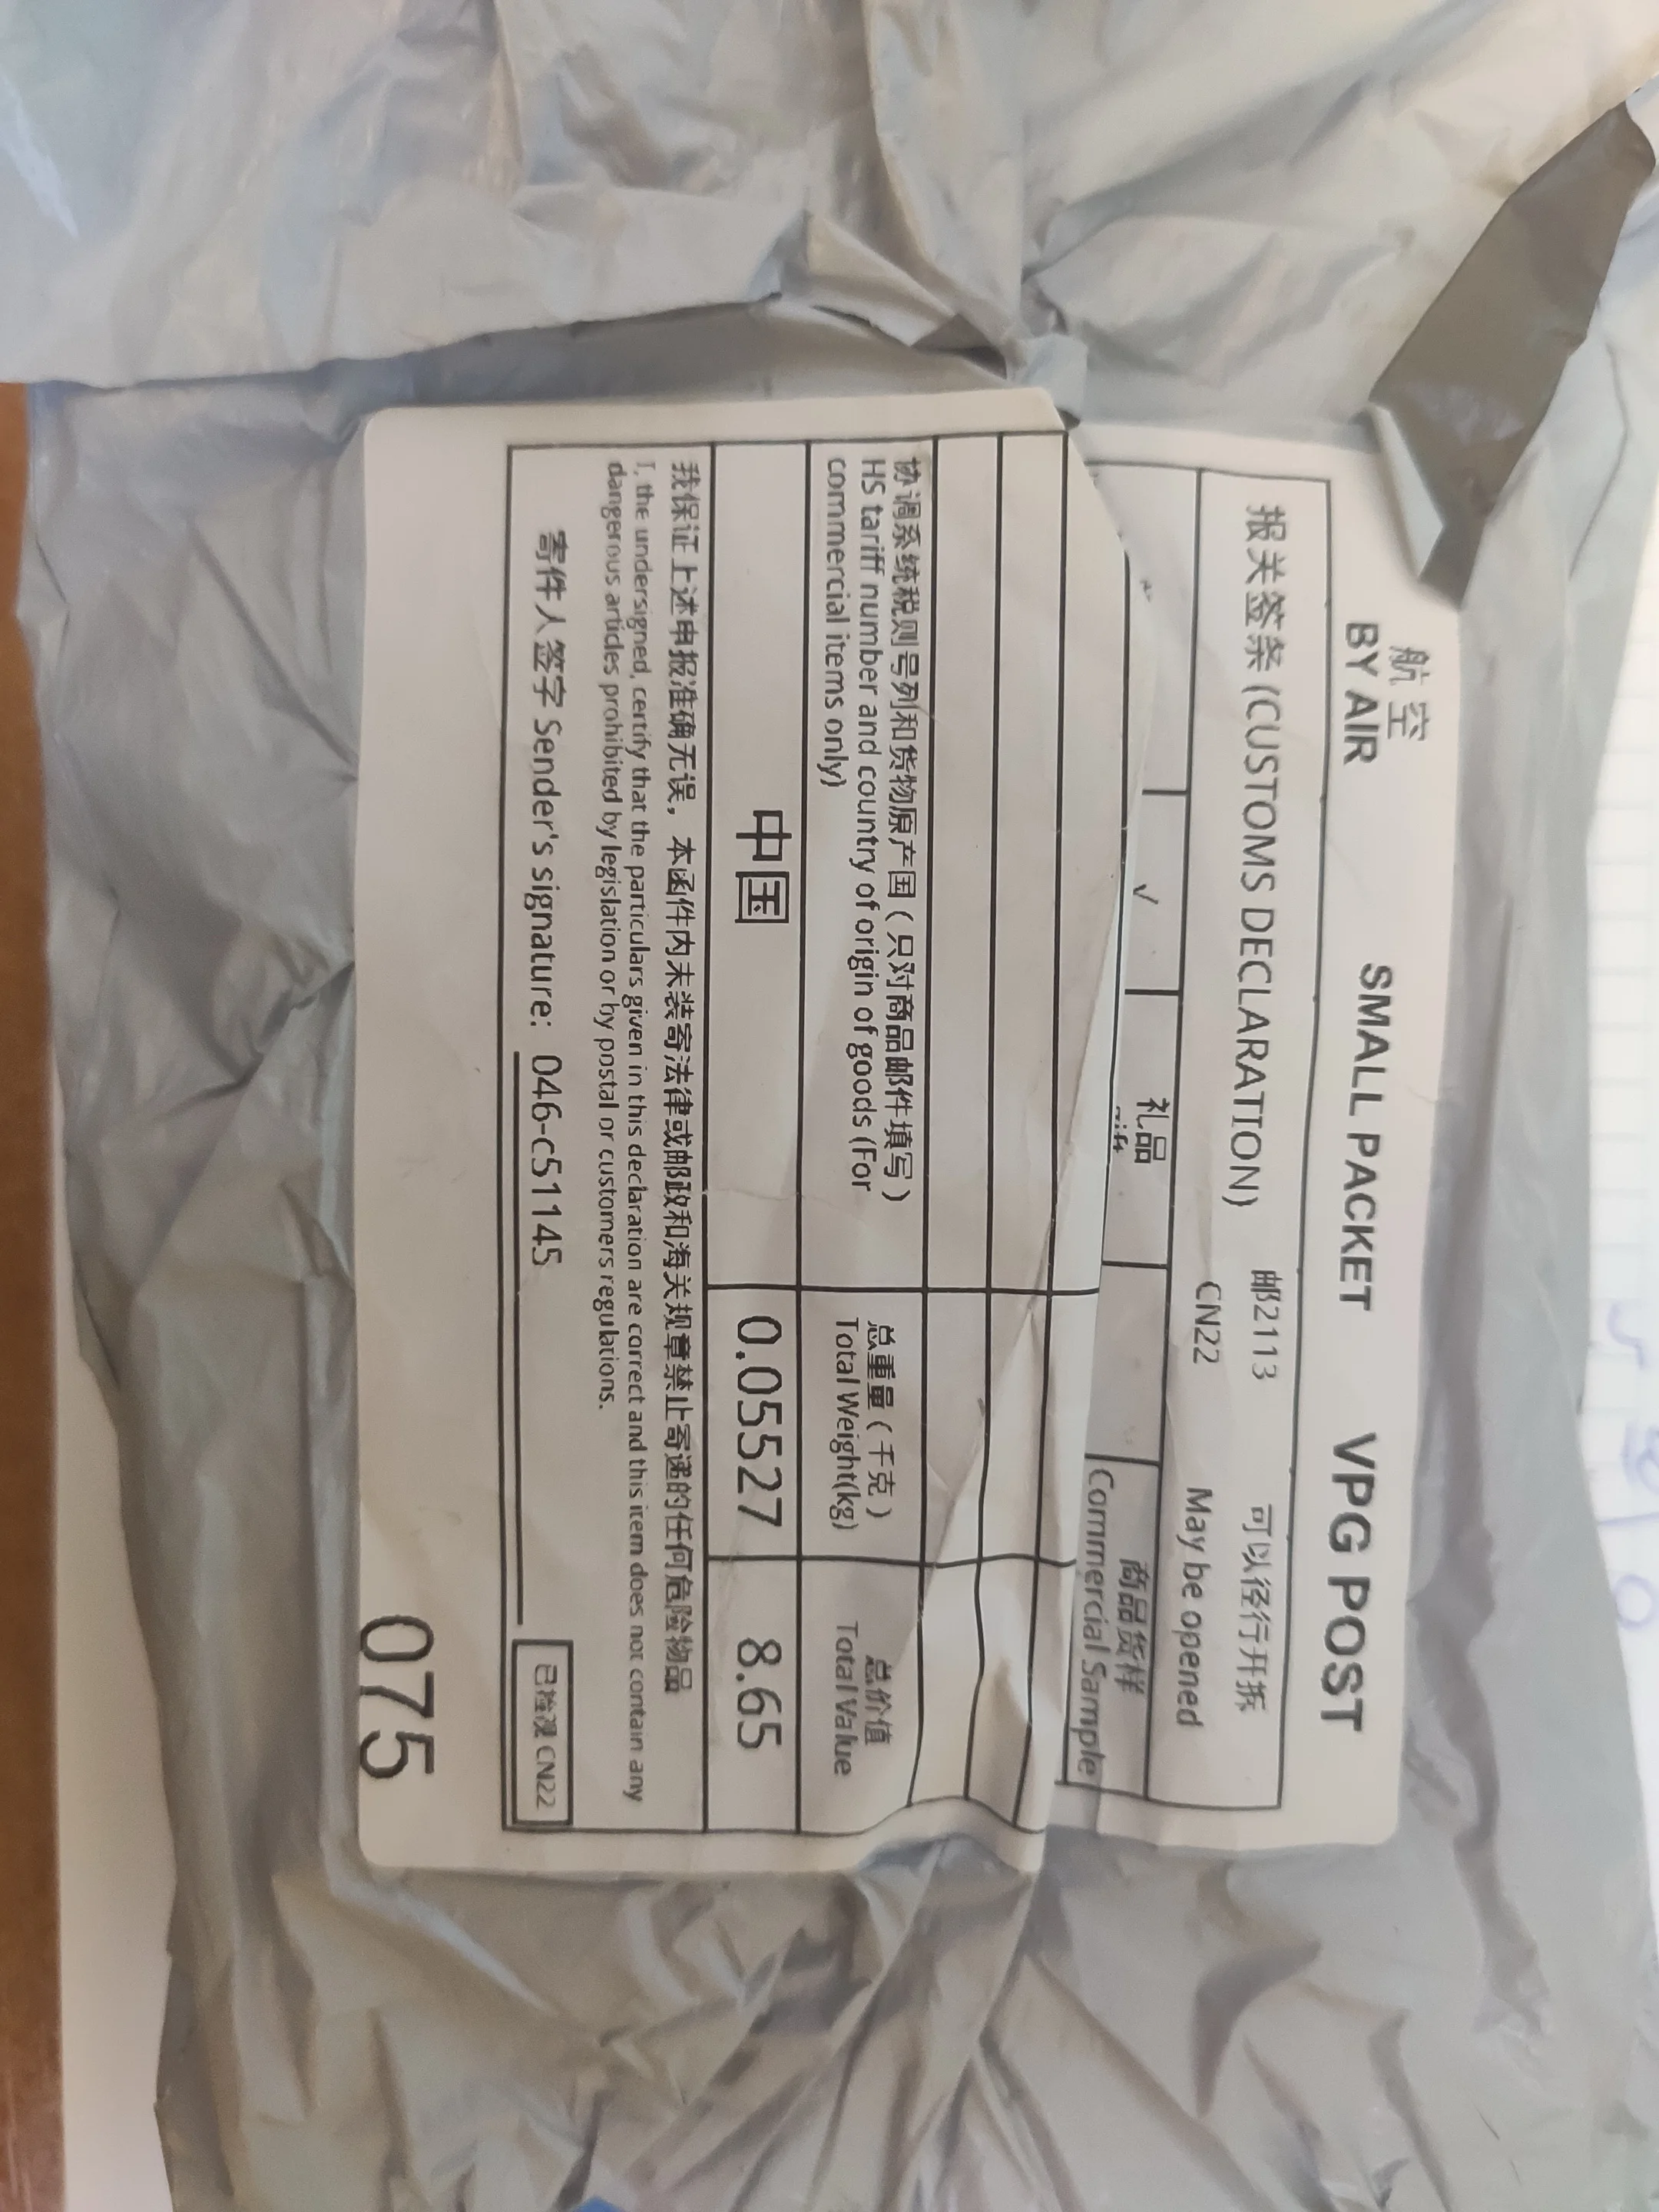 航空
BY AIR SMALL PACKET VPG POST
报关签条 (CUSTOMS DECLARATION) 邮2113 可以径行开拆
CN22 May be opened
√ 礼品 商品货样
gift Commercial Sample
协调系统税则号列和货物原产国（只对商品邮件填写） 总重量（千克） 总价值
HS tariff number and country of origin of goods (For Total Weight(kg) Total Value
commercial items only)
中国 0.05527 8.65
我保证上述申报准确无误，本函件内未装寄法律或邮政和海关规章禁止寄递的任何危险物品
I, the undersigned, certify that the particulars given in this declaration are correct and this item does not contain any
dangerous articles prohibited by legislation or by postal or customers regulations.
寄件人签字 Sender's signature: 046-c51145 已检视 CN22
075